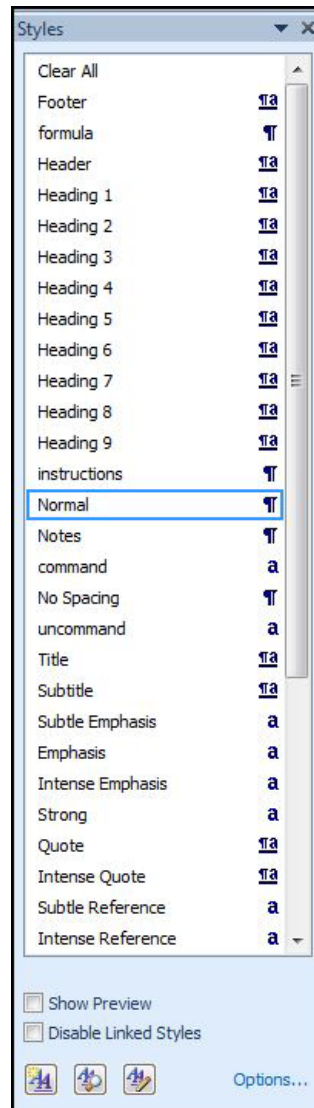 Styles
Clear All
Footer ¶a
formula ¶
Header ¶a
Heading 1 ¶a
Heading 2 ¶a
Heading 3 ¶a
Heading 4 ¶a
Heading 5 ¶a
Heading 6 ¶a
Heading 7 ¶a
Heading 8 ¶a
Heading 9 ¶a
instructions ¶
Normal ¶
Notes ¶
command a
No Spacing ¶
uncommand a
Title ¶a
Subtitle ¶a
Subtle Emphasis a
Emphasis a
Intense Emphasis a
Strong a
Quote ¶a
Intense Quote ¶a
Subtle Reference a
Intense Reference a
Show Preview
Disable Linked Styles
Options...